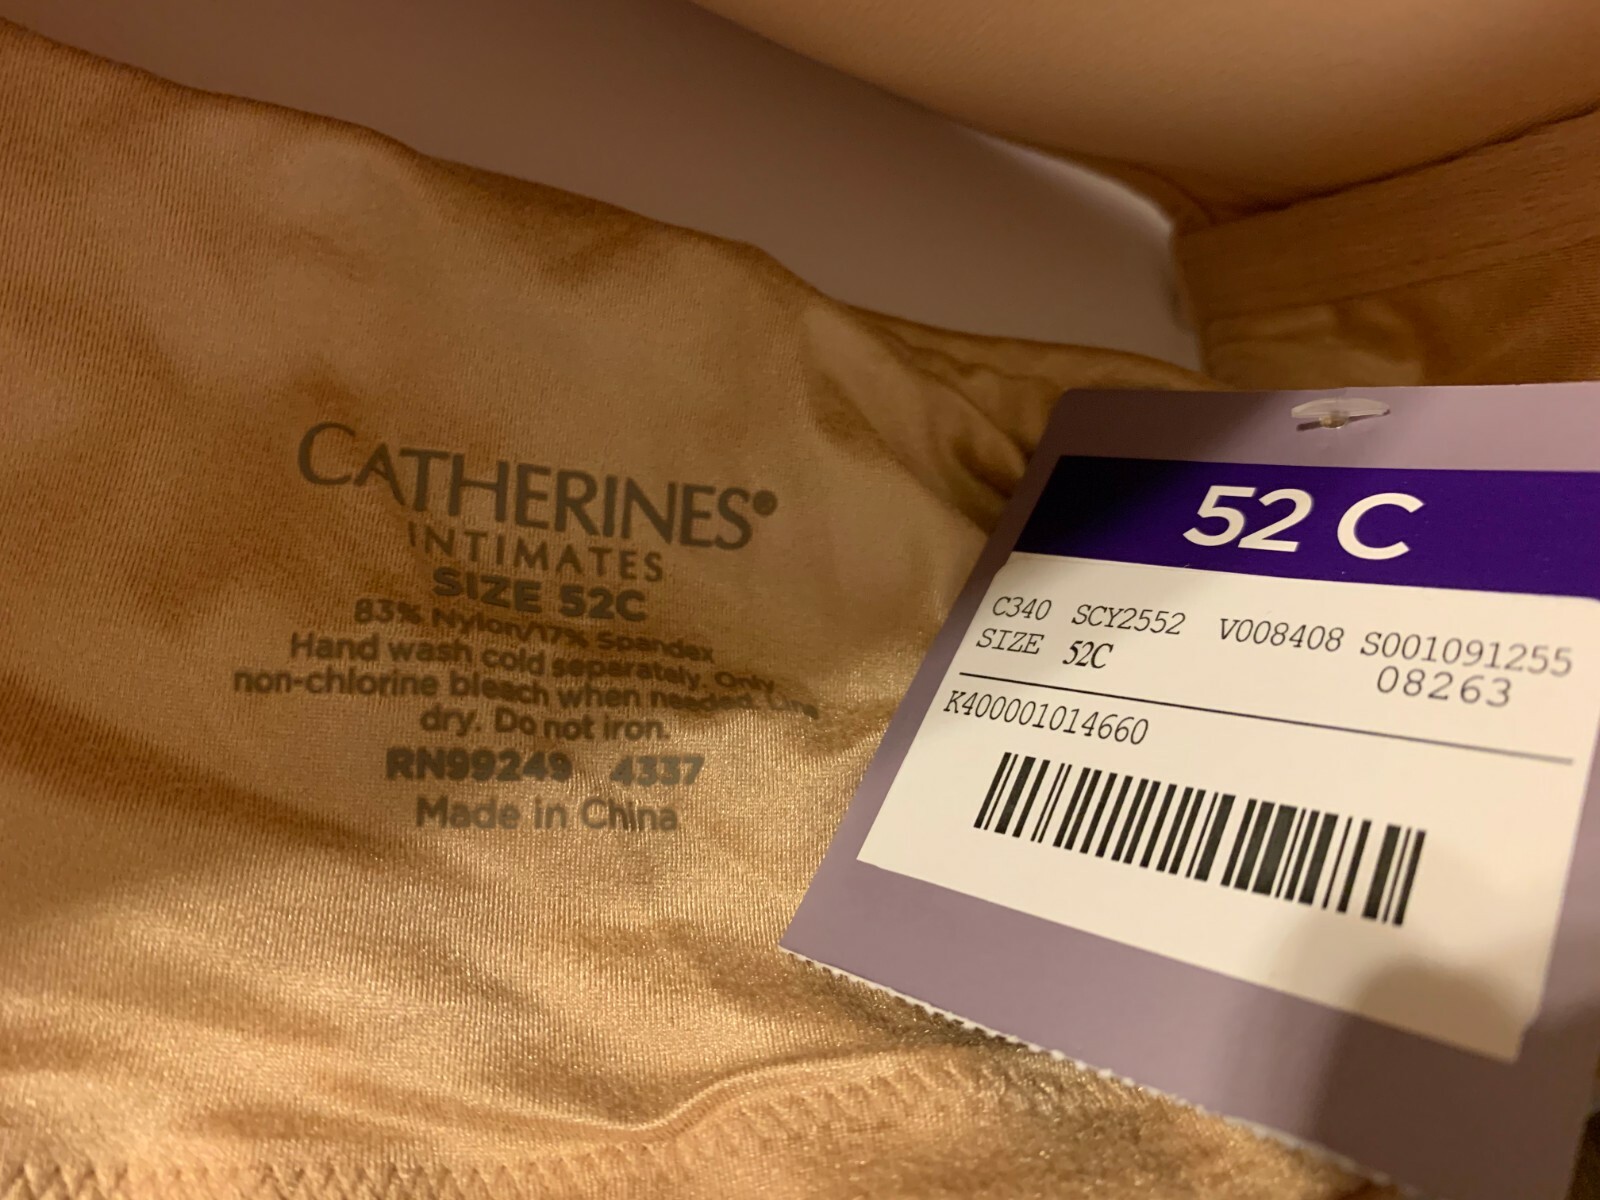 CATHERINES®
INTIMATES
SIZE 52C
83% Nylon/17% Spandex
Hand wash cold separately. Only
non-chlorine bleach when needed. Line
dry. Do not iron.
RN99249 4337
Made in China
52 C
C340 SCY2552 V008408 S001091255
SIZE 52C 08263
K400001014660